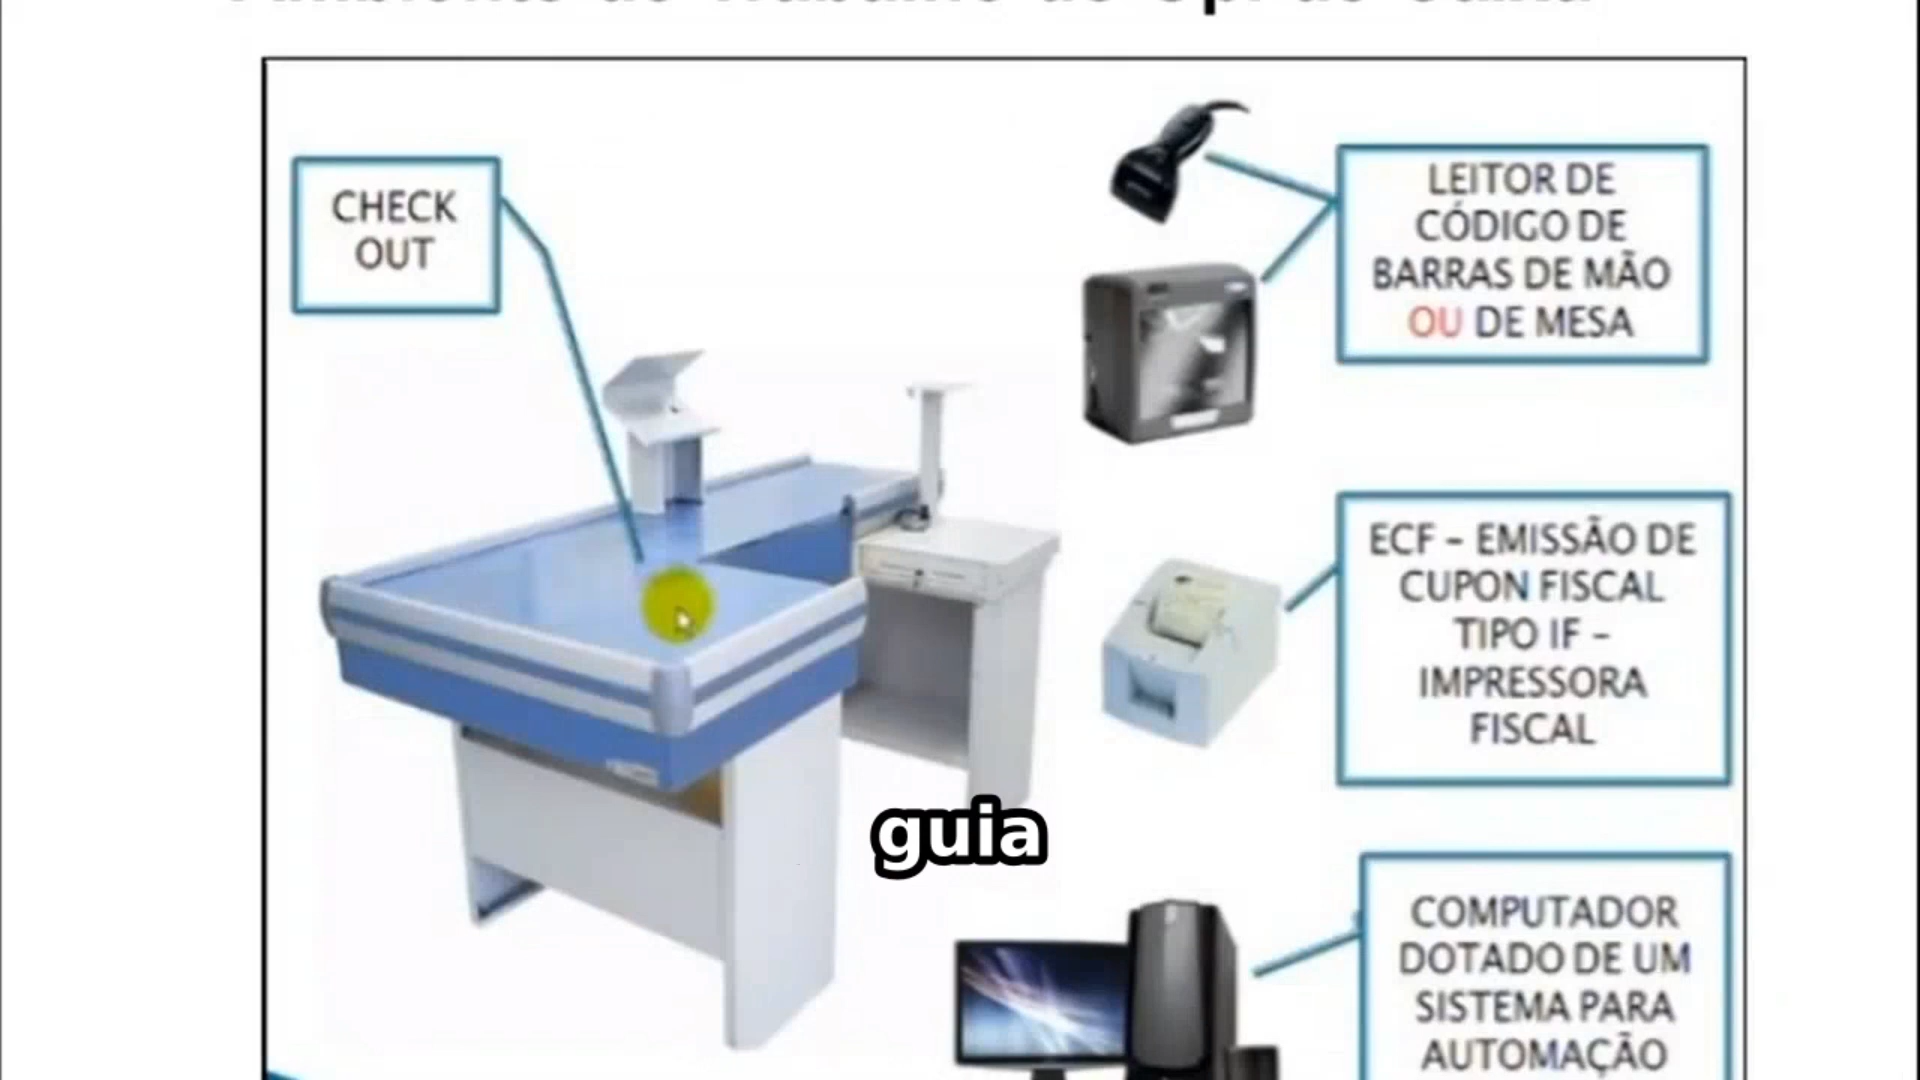 CHECK
OUT
LEITOR DE
CÓDIGO DE
BARRAS DE MÃO
OU DE MESA
ECF – EMISSÃO DE
CUPON FISCAL
TIPO IF –
IMPRESSORA
FISCAL
guia
COMPUTADOR
DOTADO DE UM
SISTEMA PARA
AUTOMAÇÃO